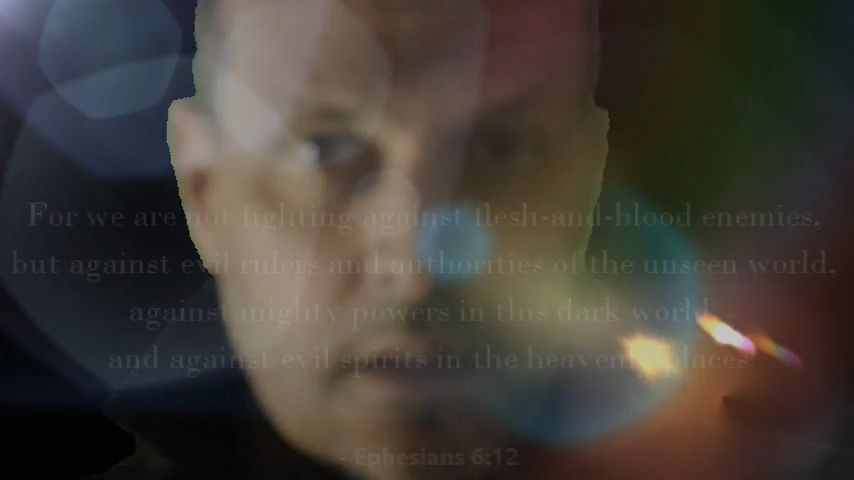 For we are not fighting against flesh-and-blood enemies,
but against evil rulers and authorities of the unseen world,
against mighty powers in this dark world,
and against evil spirits in the heavenly places
- Ephesians 6:12